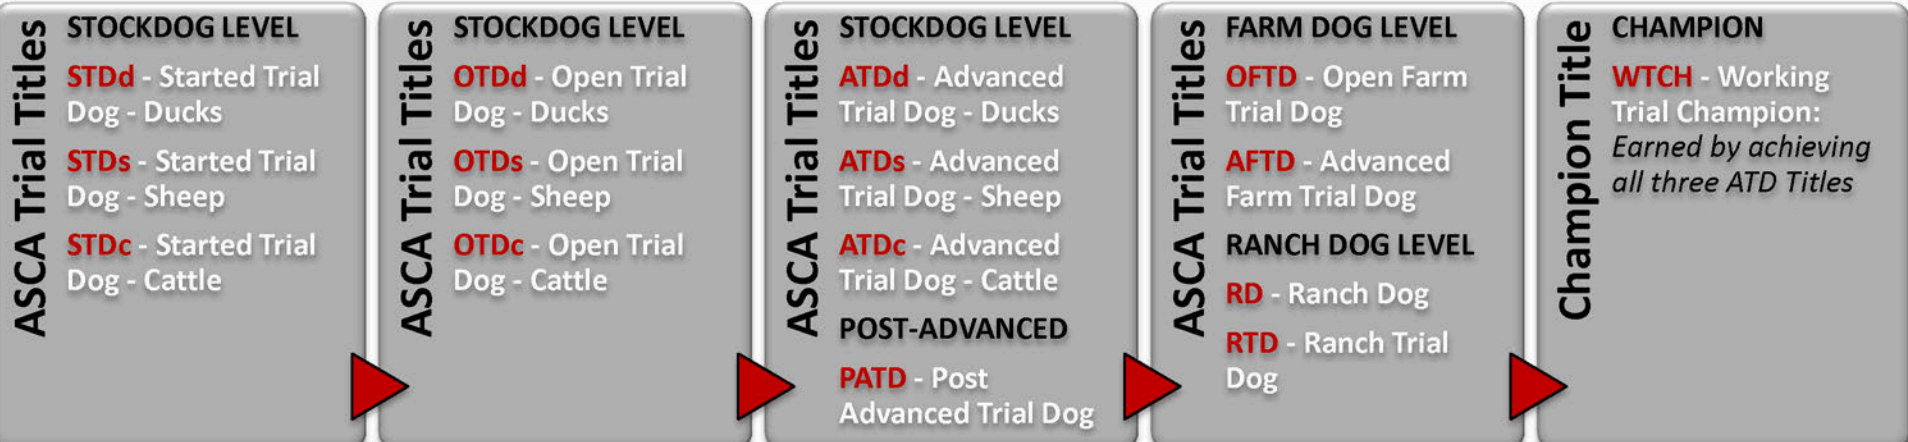 ASCA Trial Titles
STOCKDOG LEVEL
STDd - Started Trial
Dog - Ducks
STDs - Started Trial
Dog - Sheep
STDc - Started Trial
Dog - Cattle
ASCA Trial Titles
STOCKDOG LEVEL
OTDd - Open Trial
Dog - Ducks
OTDs - Open Trial
Dog - Sheep
OTDc - Open Trial
Dog - Cattle
ASCA Trial Titles
STOCKDOG LEVEL
ATDd - Advanced
Trial Dog - Ducks
ATDs - Advanced
Trial Dog - Sheep
ATDc - Advanced
Trial Dog - Cattle
POST-ADVANCED
PATD - Post
Advanced Trial Dog
ASCA Trial Titles
FARM DOG LEVEL
OFTD - Open Farm
Trial Dog
AFTD - Advanced
Farm Trial Dog
RANCH DOG LEVEL
RD - Ranch Dog
RTD - Ranch Trial
Dog
Champion Title
CHAMPION
WTCH - Working
Trial Champion:
Earned by achieving
all three ATD Titles